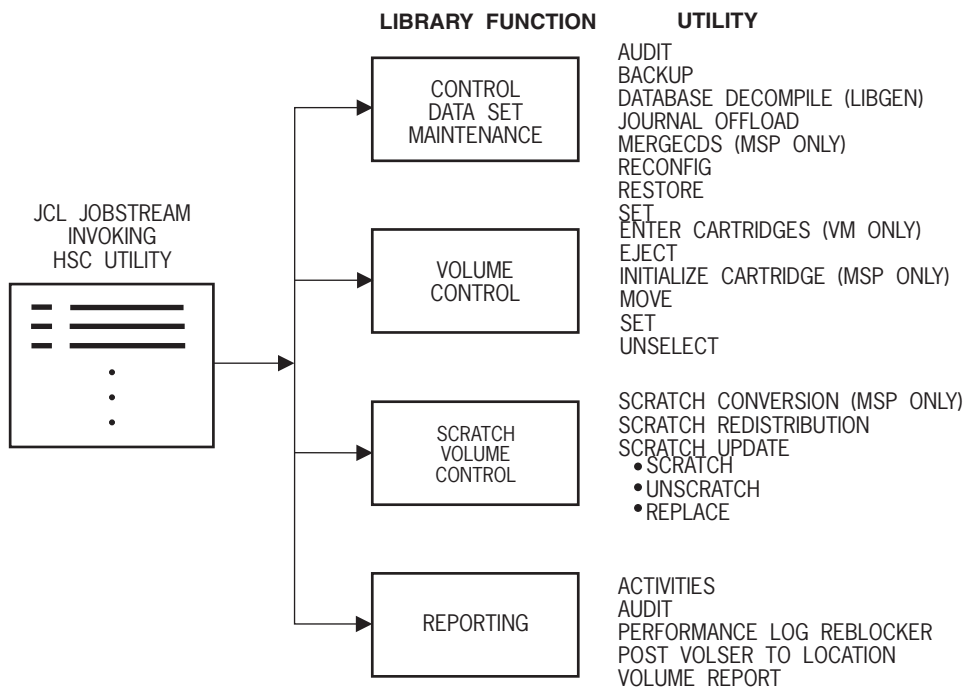 LIBRARY FUNCTION
UTILITY
JCL JOBSTREAM
INVOKING
HSC UTILITY
CONTROL
DATA SET
MAINTENANCE
AUDIT
BACKUP
DATABASE DECOMPILE (LIBGEN)
JOURNAL OFFLOAD
MERGECDS (MSP ONLY)
RECONFIG
RESTORE
SET
VOLUME
CONTROL
ENTER CARTRIDGES (VM ONLY)
EJECT
INITIALIZE CARTRIDGE (MSP ONLY)
MOVE
SET
UNSELECT
SCRATCH
VOLUME
CONTROL
SCRATCH CONVERSION (MSP ONLY)
SCRATCH REDISTRIBUTION
SCRATCH UPDATE
• SCRATCH
• UNSCRATCH
• REPLACE
REPORTING
ACTIVITIES
AUDIT
PERFORMANCE LOG REBLOCKER
POST VOLSER TO LOCATION
VOLUME REPORT